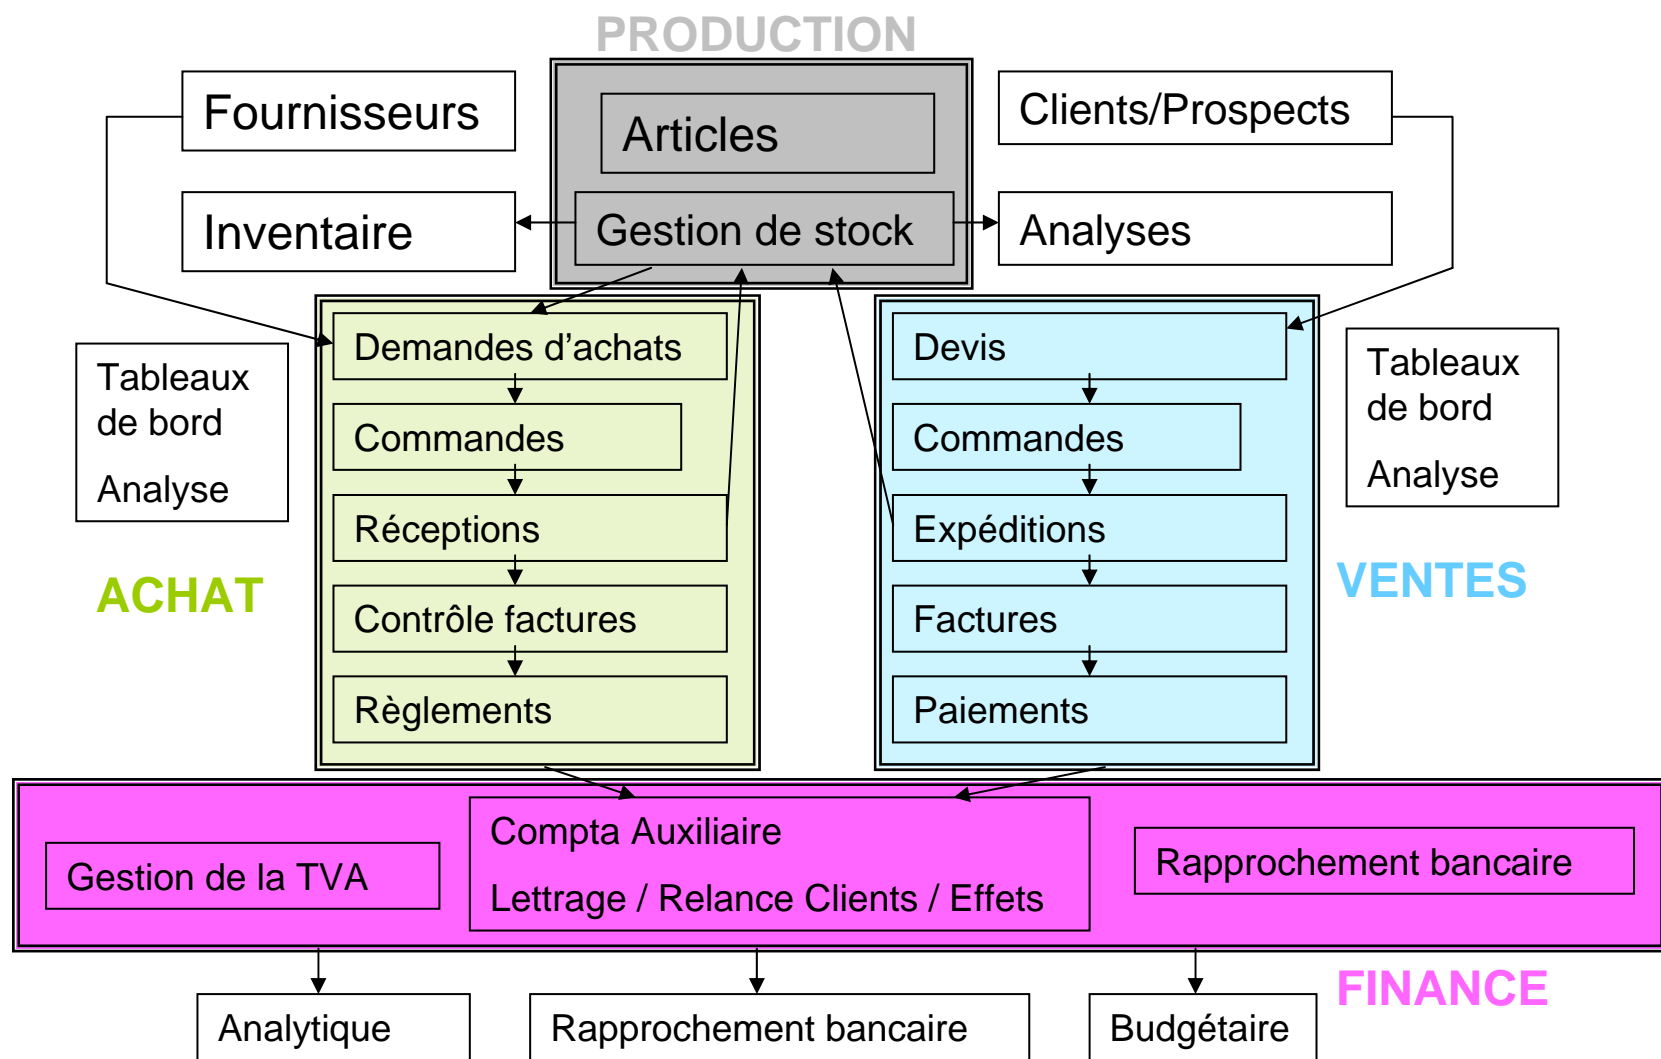 PRODUCTION
Fournisseurs
Articles
Clients/Prospects
Inventaire
Gestion de stock
Analyses
Tableaux
de bord
Analyse
ACHAT
Demandes d’achats
Commandes
Réceptions
Contrôle factures
Règlements
Devis
Commandes
Expéditions
Factures
Paiements
Tableaux
de bord
Analyse
VENTES
Gestion de la TVA
Compta Auxiliaire
Lettrage / Relance Clients / Effets
Rapprochement bancaire
FINANCE
Analytique
Rapprochement bancaire
Budgétaire